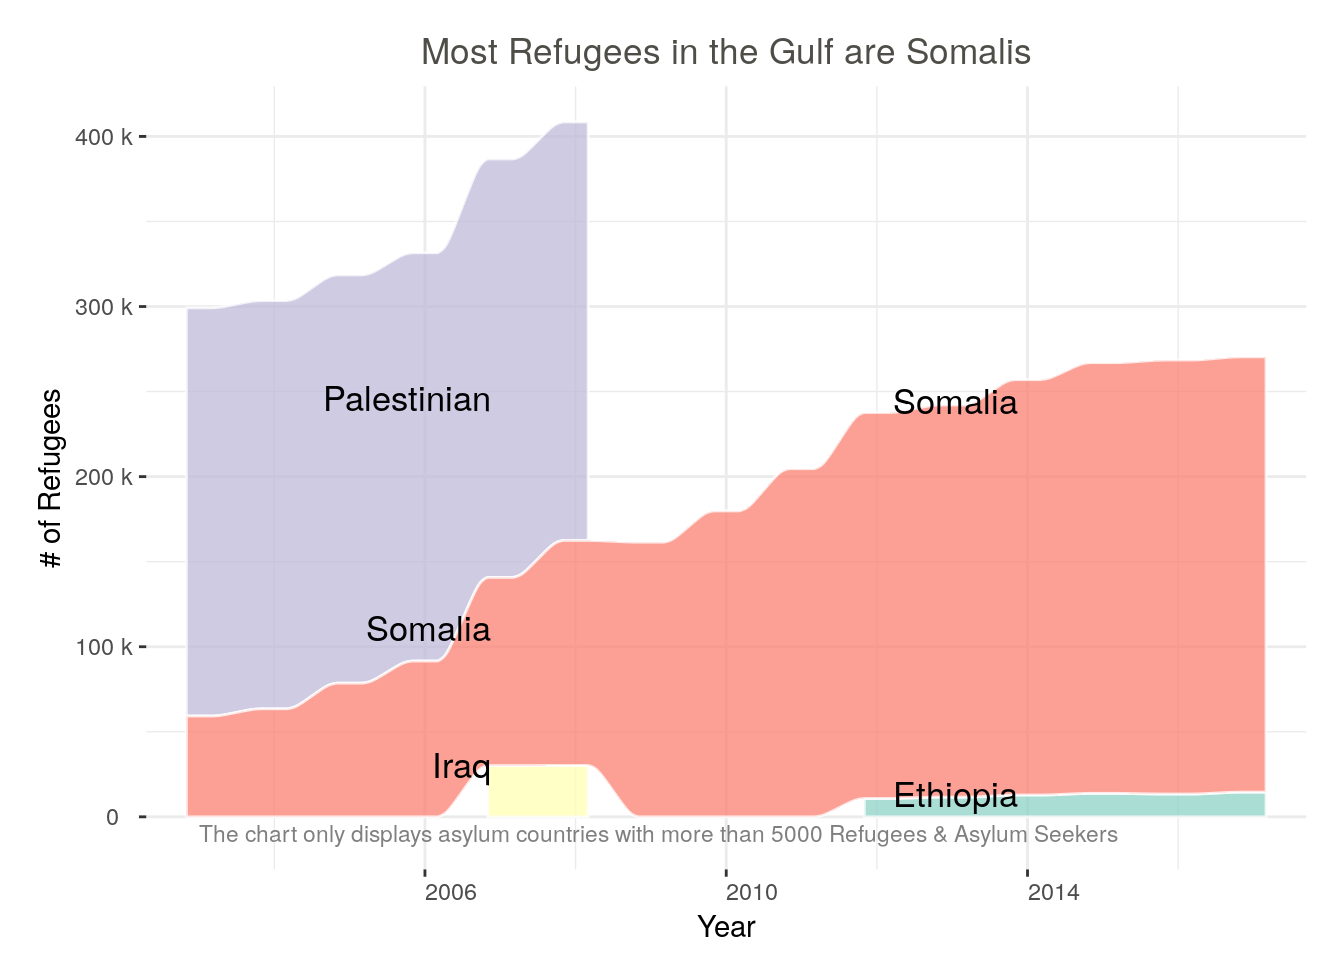 Most Refugees in the Gulf are Somalis
400 k
300 k
200 k
100 k
0
# of Refugees
Palestinian
Somalia
Somalia
Iraq
Ethiopia
The chart only displays asylum countries with more than 5000 Refugees & Asylum Seekers
2006
2010
2014
Year